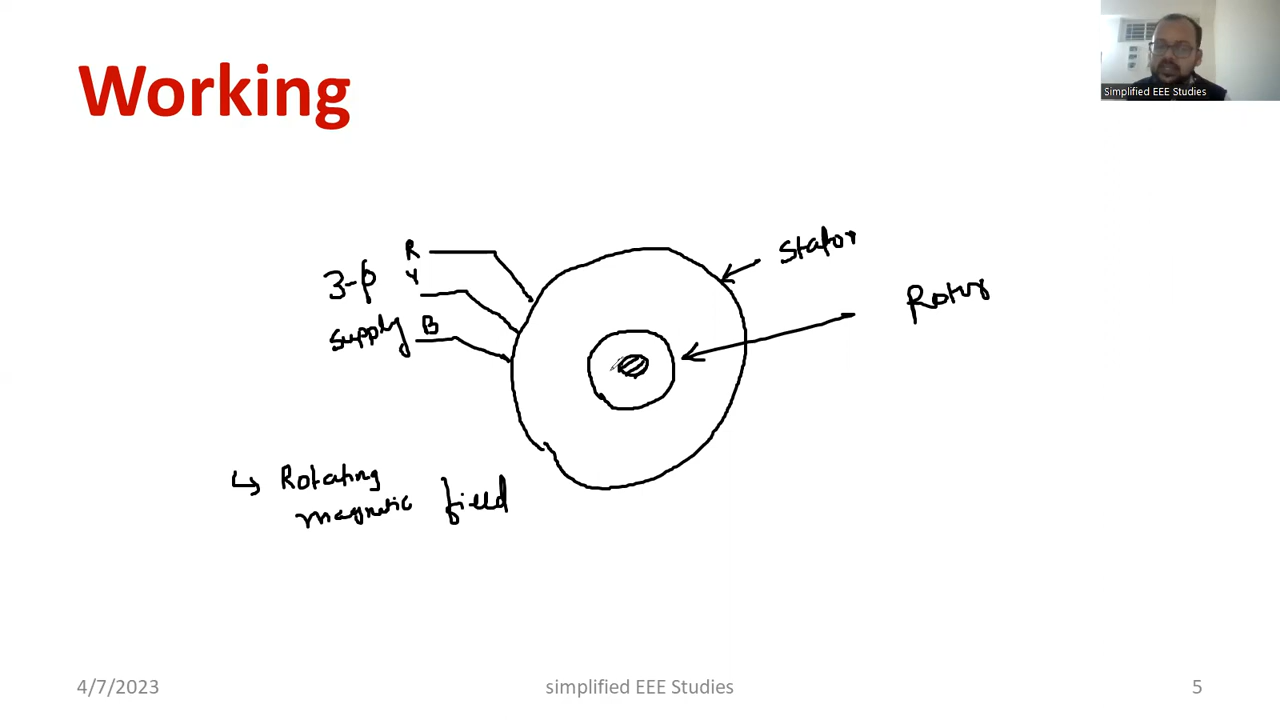 Working
Simplified EEE Studies
R
3-φ Y
supply B
Stator
Rotor
↳ Rotating
magnetic field
4/7/2023
simplified EEE Studies
5